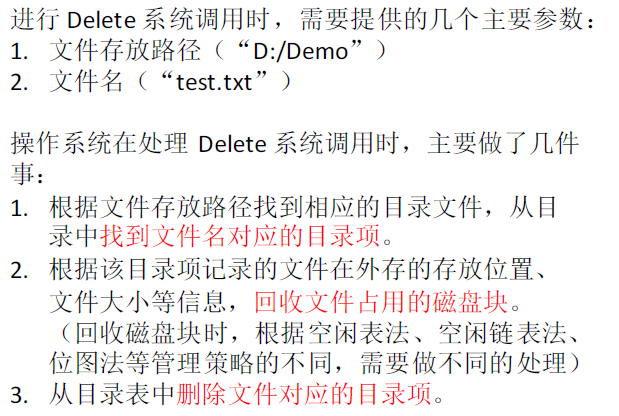 进行 Delete 系统调用时，需要提供的几个主要参数：
1. 文件存放路径（“D:/Demo”）
2. 文件名（“test.txt”）
操作系统在处理 Delete 系统调用时，主要做了几件
事：
1. 根据文件存放路径找到相应的目录文件，从目
录中找到文件名对应的目录项。
2. 根据该目录项记录的文件在外存的存放位置、
文件大小等信息，回收文件占用的磁盘块。
（回收磁盘块时，根据空闲表法、空闲链表法、
位图法等管理策略的不同，需要做不同的处理）
3. 从目录表中删除文件对应的目录项。